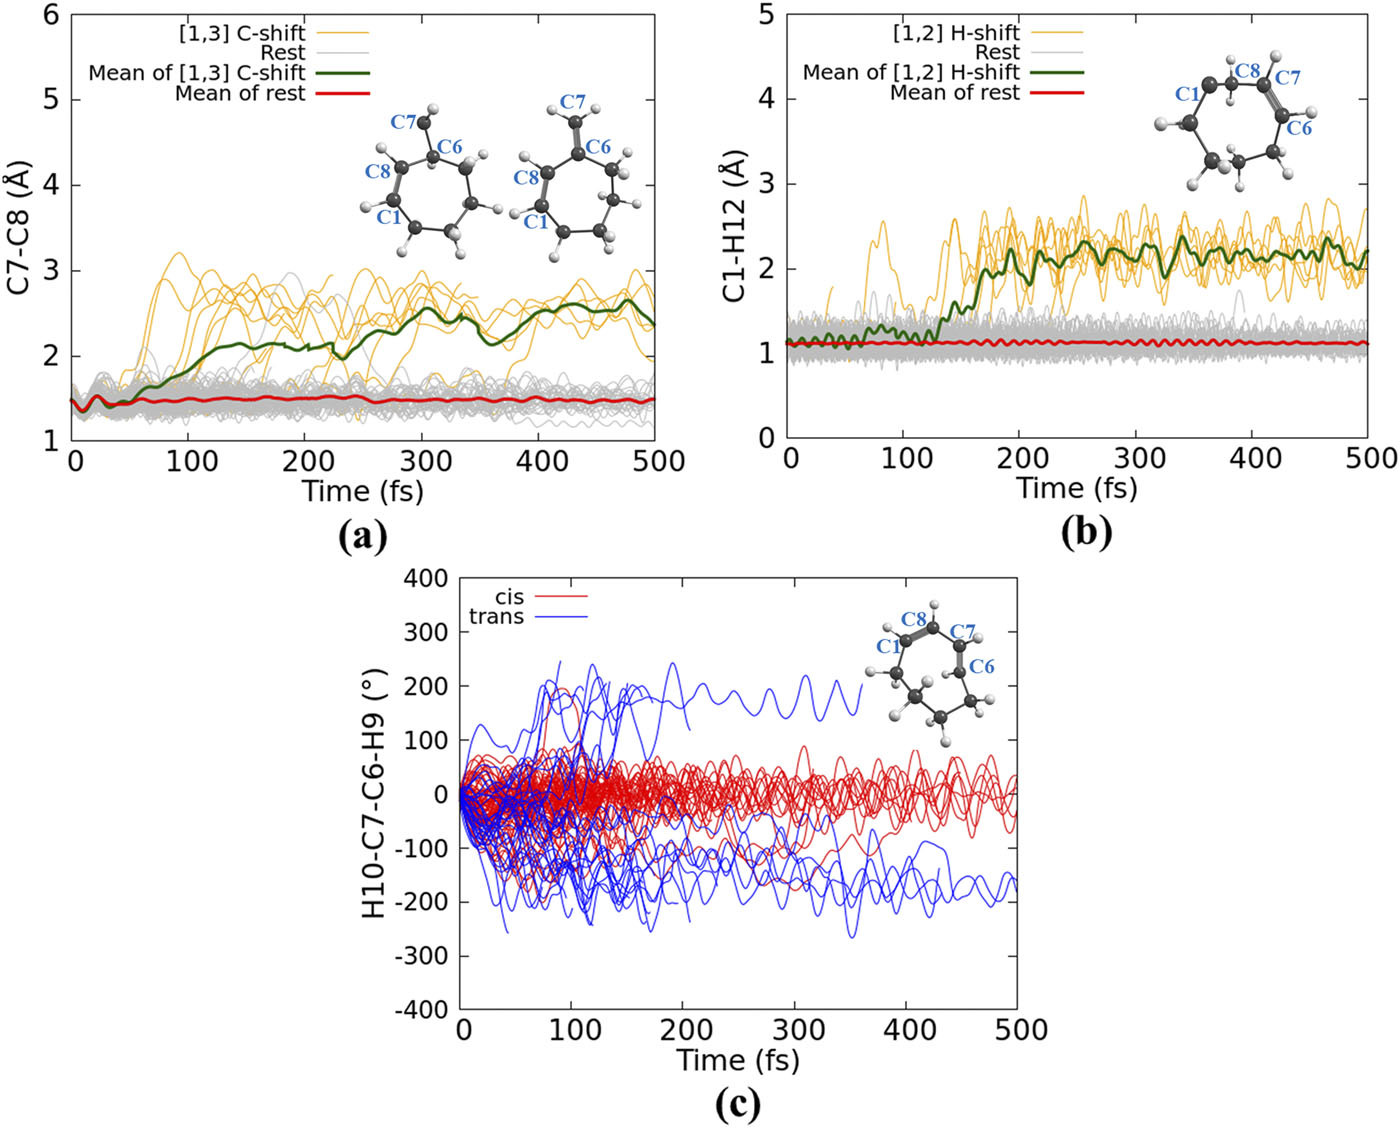 6
5
4
3
2
1
C7-C8 (Å)
[1,3] C-shift
Rest
Mean of [1,3] C-shift
Mean of rest
C7
C6
C8
C1
C7
C6
C8
C1
0 100 200 300 400 500
Time (fs)
(a)
5
4
3
2
1
0
C1-H12 (Å)
[1,2] H-shift
Rest
Mean of [1,2] H-shift
Mean of rest
C8
C7
C1
C6
0 100 200 300 400 500
Time (fs)
(b)
400
300
200
100
0
-100
-200
-300
-400
H10-C7-C6-H9 (°)
cis
trans
C8
C7
C1
C6
0 100 200 300 400 500
Time (fs)
(c)